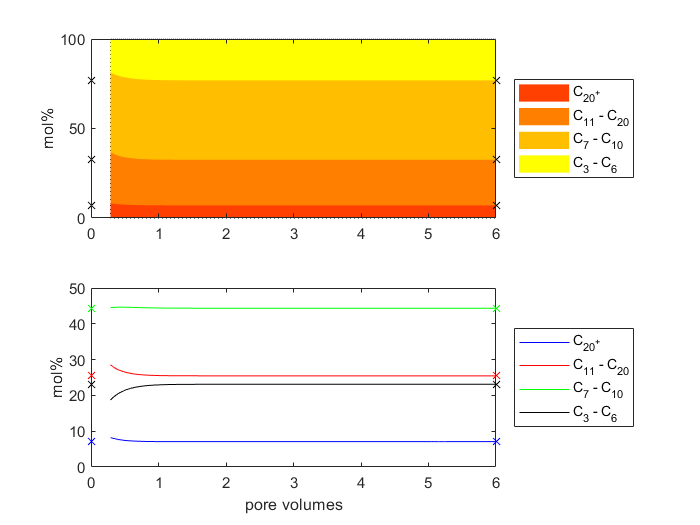 100
50
0
mol%
0 1 2 3 4 5 6
C20+
C11 - C20
C7 - C10
C3 - C6
50
40
30
20
10
0
mol%
0 1 2 3 4 5 6
pore volumes
C20+
C11 - C20
C7 - C10
C3 - C6